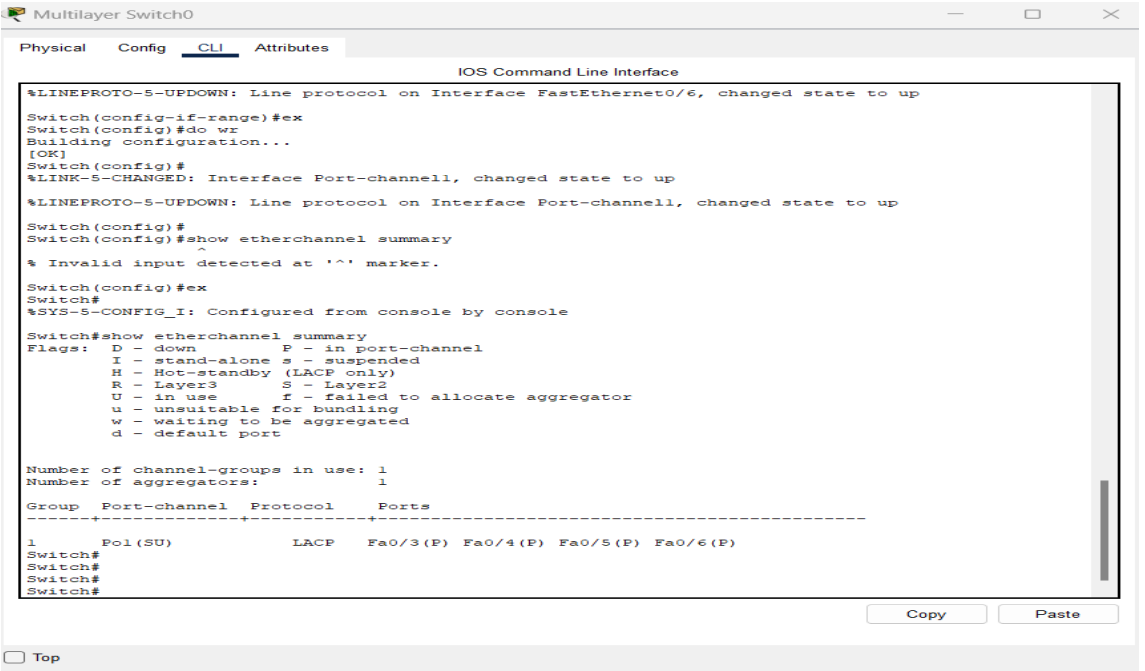 Multilayer Switch0
Physical Config CLI Attributes
IOS Command Line Interface
%LINEPROTO-5-UPDOWN: Line protocol on Interface FastEthernet0/6, changed state to up
Switch(config-if-range)#ex
Switch(config)#do wr
Building configuration...
[OK]
Switch(config)#
%LINK-5-CHANGED: Interface Port-channel1, changed state to up
%LINEPROTO-5-UPDOWN: Line protocol on Interface Port-channel1, changed state to up
Switch(config)#
Switch(config)#show etherchannel summary
^
% Invalid input detected at '^' marker.
Switch(config)#ex
Switch#
%SYS-5-CONFIG_I: Configured from console by console
Switch#show etherchannel summary
Flags:  D - down        P - in port-channel
I - stand-alone s - suspended
H - Hot-standby (LACP only)
R - Layer3      S - Layer2
U - in use      f - failed to allocate aggregator
u - unsuitable for bundling
w - waiting to be aggregated
d - default port
Number of channel-groups in use: 1
Number of aggregators:           1
Group  Port-channel  Protocol    Ports
------+-------------+-----------+----------------------------------------------
1      Po1(SU)           LACP   Fa0/3(P) Fa0/4(P) Fa0/5(P) Fa0/6(P)
Switch#
Switch#
Switch#
Switch#
Copy Paste
Top